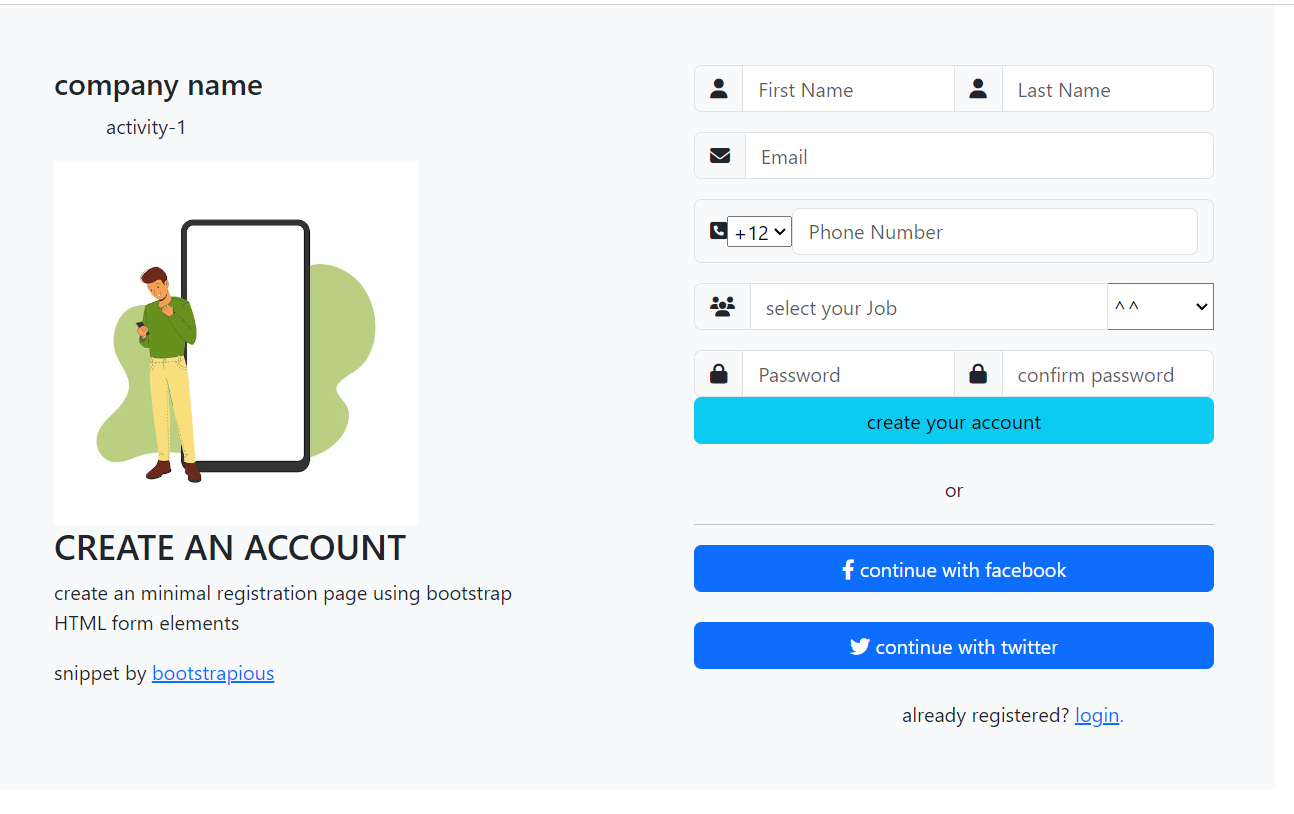 company name
activity-1
CREATE AN ACCOUNT
create an minimal registration page using bootstrap
HTML form elements
snippet by bootstrapious
First Name Last Name
Email
+12 Phone Number
select your Job ^ ^
Password confirm password
create your account
or
continue with facebook
continue with twitter
already registered? login.